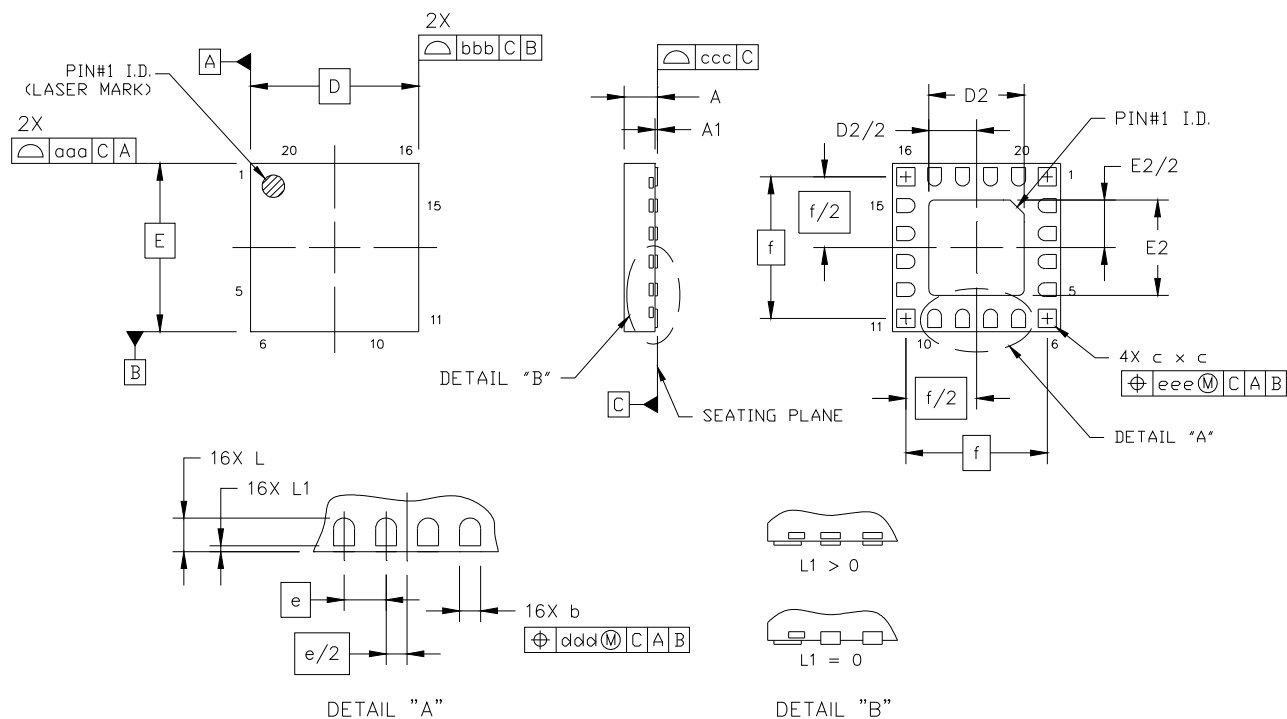 2X
⌓ bbb C B
A
D
PIN#1 I.D.
(LASER MARK)
2X
⌓ aaa C A
20
16
1
15
E
5
11
6
10
B
⌓ ccc C
A
A1
DETAIL "B"
C
SEATING PLANE
D2
D2/2
PIN#1 I.D.
16
20
E2/2
1
15
f/2
f
E2
5
11
10
6
4X c x c
⌖ eee Ⓜ C A B
f/2
DETAIL "A"
f
16X L
16X L1
e
16X b
⌖ ddd Ⓜ C A B
e/2
DETAIL "A"
L1 > 0
L1 = 0
DETAIL "B"